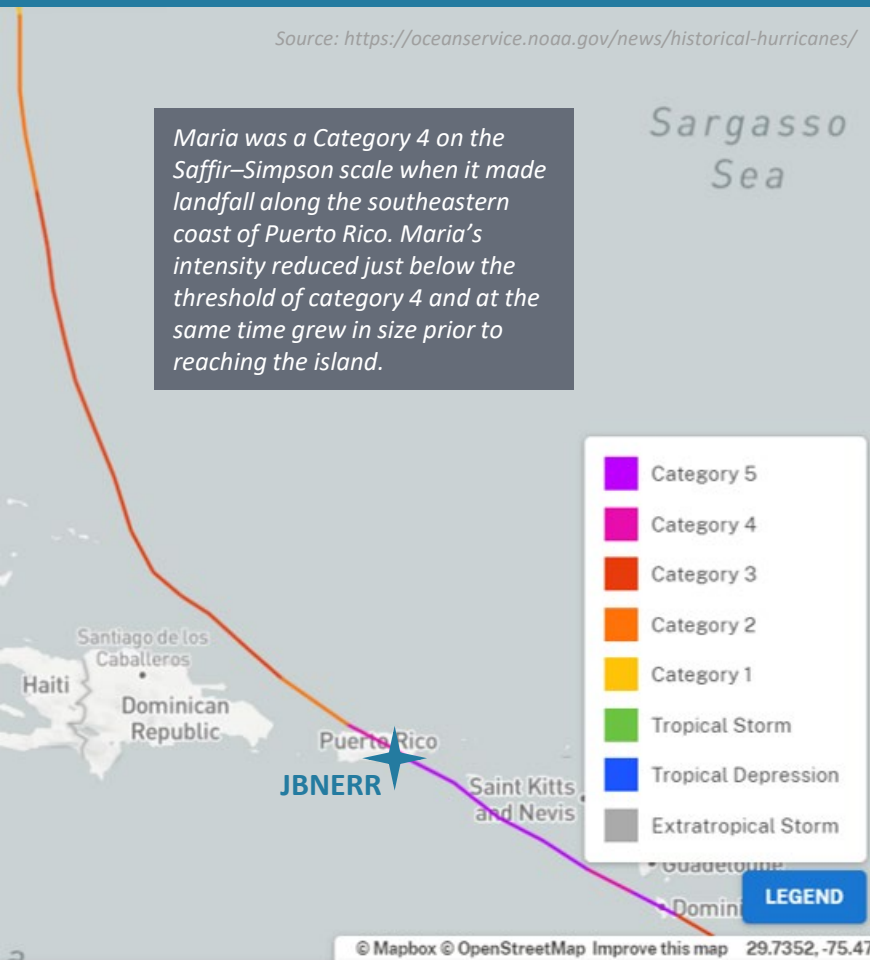 Source: https://oceanservice.noaa.gov/news/historical-hurricanes/
Sargasso
Sea
Maria was a Category 4 on the
Saffir–Simpson scale when it made
landfall along the southeastern
coast of Puerto Rico. Maria's
intensity reduced just below the
threshold of category 4 and at the
same time grew in size prior to
reaching the island.
Category 5
Category 4
Category 3
Category 2
Category 1
Tropical Storm
Tropical Depression
Extratropical Storm
Santiago de los
Caballeros
Haiti
Dominican
Republic
Puerto Rico
JBNERR
Saint Kitts
and Nevis
Guadeloupe
Domini
LEGEND
a
© Mapbox © OpenStreetMap Improve this map 29.7352, -75.47